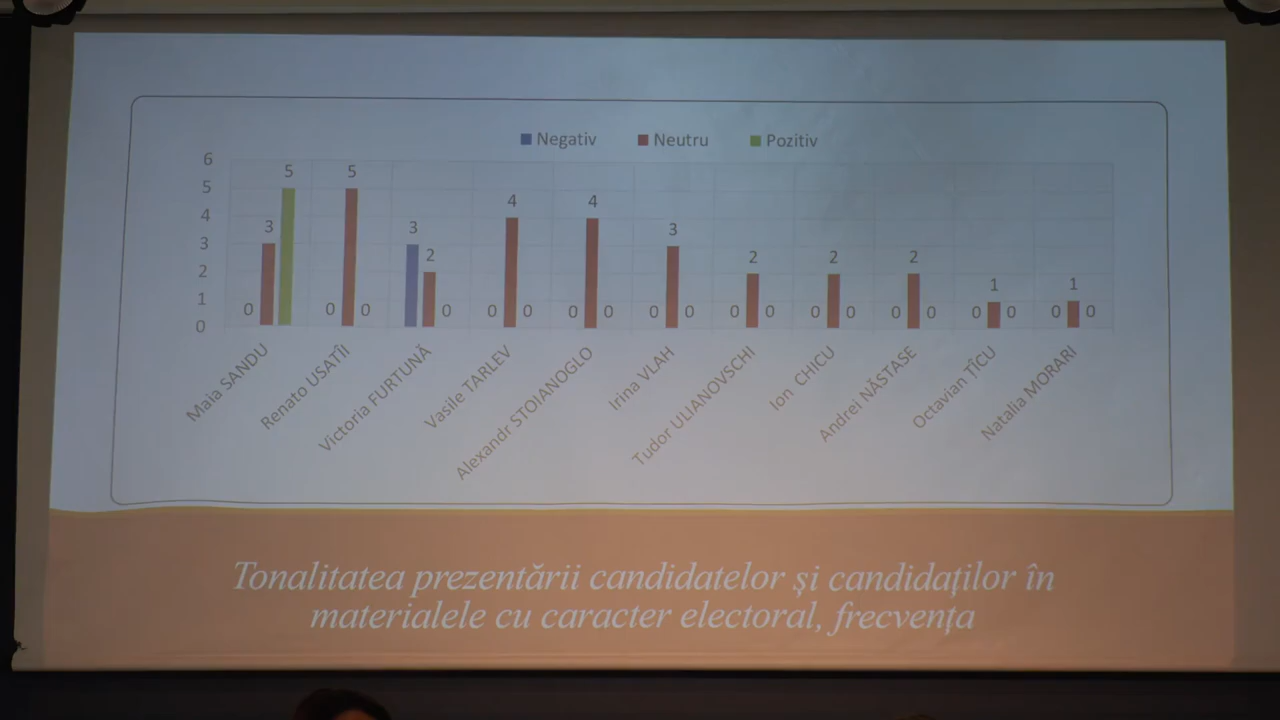 Negativ Neutru Pozitiv
6
5
4
3
2
1
0
0 3 5
0 5 0
3 2 0
0 4 0
0 4 0
0 3 0
0 2 0
0 2 0
0 2 0
0 1 0
0 1 0
Maia SANDU
Renato USATÎI
Victoria FURTUNĂ
Vasile TARLEV
Alexandr STOIANOGLO
Irina VLAH
Tudor ULIANOVSCHI
Ion CHICU
Andrei NĂSTASE
Octavian ȚÎCU
Natalia MORARI
Tonalitatea prezentării candidatelor și candidaților în
materialele cu caracter electoral, frecvența